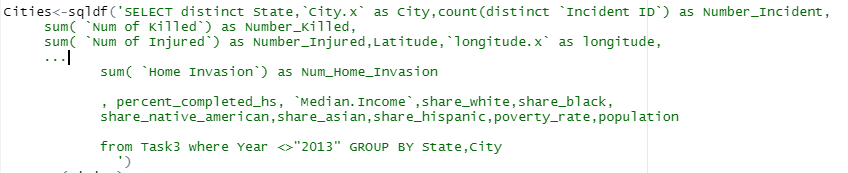 Cities<-sqldf('SELECT distinct State,`City.x` as City,count(distinct `Incident ID`) as Number_Incident,
sum( `Num of Killed`) as Number_Killed,
sum( `Num of Injured`) as Number_Injured,Latitude,`longitude.x` as longitude,
...
sum( `Home Invasion`) as Num_Home_Invasion
, percent_completed_hs, `Median.Income`,share_white,share_black,
share_native_american,share_asian,share_hispanic,poverty_rate,population
from Task3 where Year <>"2013" GROUP BY State,City
')